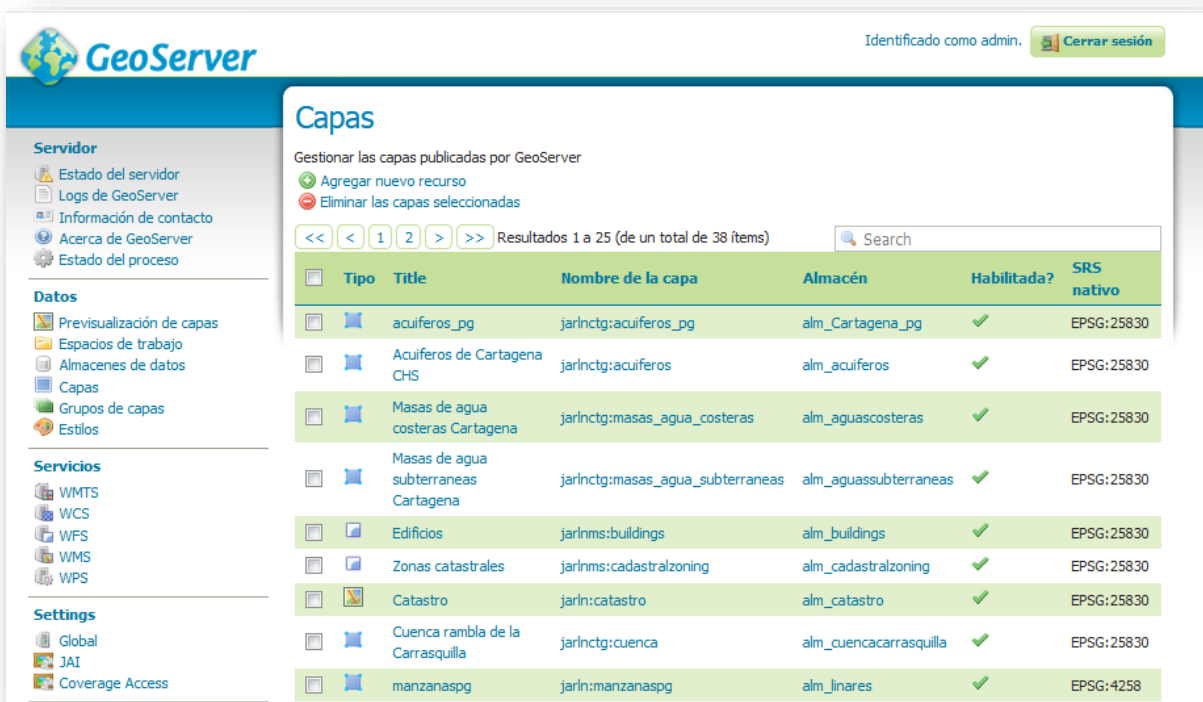 GeoServer
Identificado como admin.
Cerrar sesión
Servidor
Estado del servidor
Logs de GeoServer
Información de contacto
Acerca de GeoServer
Estado del proceso
Datos
Previsualización de capas
Espacios de trabajo
Almacenes de datos
Capas
Grupos de capas
Estilos
Servicios
WMTS
WCS
WFS
WMS
WPS
Settings
Global
JAI
Coverage Access
Capas
Gestionar las capas publicadas por GeoServer
Agregar nuevo recurso
Eliminar las capas seleccionadas
<< < 1 2 > >> Resultados 1 a 25 (de un total de 38 ítems)
Search
Tipo Title Nombre de la capa Almacén Habilitada? SRS nativo
acuiferos_pg jarlnctg:acuiferos_pg alm_Cartagena_pg EPSG:25830
Acuiferos de Cartagena
CHS
jarlnctg:acuiferos alm_acuiferos EPSG:25830
Masas de agua
costeras Cartagena
jarlnctg:masas_agua_costeras alm_aguascosteras EPSG:25830
Masas de agua
subterraneas
Cartagena
jarlnctg:masas_agua_subterraneas alm_aguassubterraneas EPSG:25830
Edificios jarlnms:buildings alm_buildings EPSG:25830
Zonas catastrales jarlnms:cadastralzoning alm_cadastralzoning EPSG:25830
Catastro jarln:catastro alm_catastro EPSG:25830
Cuenca rambla de la
Carrasquilla
jarlnctg:cuenca alm_cuencacarrasquilla EPSG:25830
manzanaspg jarln:manzanaspg alm_linares EPSG:4258